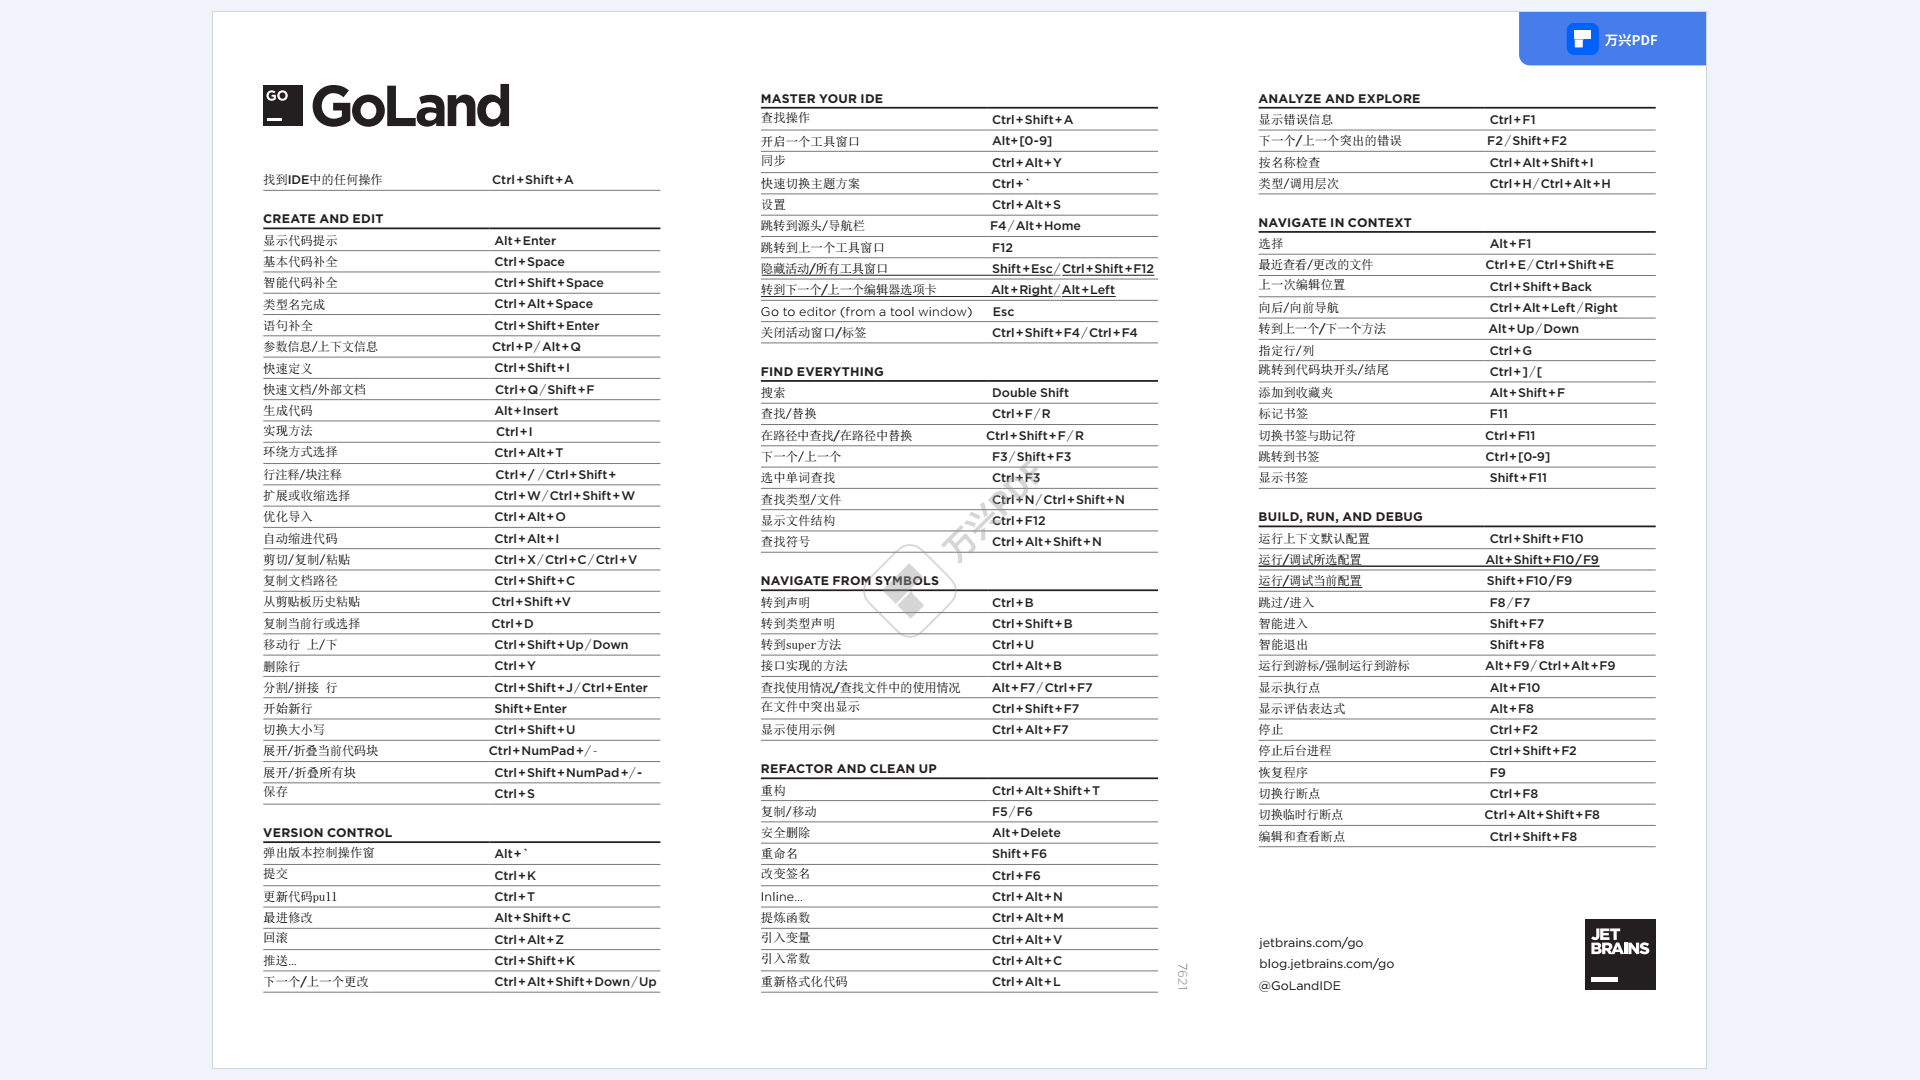 万兴PDF
GO GoLand
找到IDE中的任何操作 Ctrl+Shift+A
CREATE AND EDIT
显示代码提示 Alt+Enter
基本代码补全 Ctrl+Space
智能代码补全 Ctrl+Shift+Space
类型名完成 Ctrl+Alt+Space
语句补全 Ctrl+Shift+Enter
参数信息/上下文信息 Ctrl+P/Alt+Q
快速定义 Ctrl+Shift+I
快速文档/外部文档 Ctrl+Q/Shift+F
生成代码 Alt+Insert
实现方法 Ctrl+I
环绕方式选择 Ctrl+Alt+T
行注释/块注释 Ctrl+/ /Ctrl+Shift+
扩展或收缩选择 Ctrl+W/Ctrl+Shift+W
优化导入 Ctrl+Alt+O
自动缩进代码 Ctrl+Alt+I
剪切/复制/粘贴 Ctrl+X/Ctrl+C/Ctrl+V
复制文档路径 Ctrl+Shift+C
从剪贴板历史粘贴 Ctrl+Shift+V
复制当前行或选择 Ctrl+D
移动行 上/下 Ctrl+Shift+Up/Down
删除行 Ctrl+Y
分割/拼接 行 Ctrl+Shift+J/Ctrl+Enter
开始新行 Shift+Enter
切换大小写 Ctrl+Shift+U
展开/折叠当前代码块 Ctrl+NumPad+/-
展开/折叠所有块 Ctrl+Shift+NumPad+/-
保存 Ctrl+S
VERSION CONTROL
弹出版本控制操作窗 Alt+`
提交 Ctrl+K
更新代码pull Ctrl+T
最进修改 Alt+Shift+C
回滚 Ctrl+Alt+Z
推送... Ctrl+Shift+K
下一个/上一个更改 Ctrl+Alt+Shift+Down/Up
MASTER YOUR IDE
查找操作 Ctrl+Shift+A
开启一个工具窗口 Alt+[0-9]
同步 Ctrl+Alt+Y
快速切换主题方案 Ctrl+`
设置 Ctrl+Alt+S
跳转到源头/导航栏 F4/Alt+Home
跳转到上一个工具窗口 F12
隐藏活动/所有工具窗口 Shift+Esc/Ctrl+Shift+F12
转到下一个/上一个编辑器选项卡 Alt+Right/Alt+Left
Go to editor (from a tool window) Esc
关闭活动窗口/标签 Ctrl+Shift+F4/Ctrl+F4
FIND EVERYTHING
搜索 Double Shift
查找/替换 Ctrl+F/R
在路径中查找/在路径中替换 Ctrl+Shift+F/R
下一个/上一个 F3/Shift+F3
选中单词查找 Ctrl+F3
查找类型/文件 Ctrl+N/Ctrl+Shift+N
显示文件结构 Ctrl+F12
查找符号 Ctrl+Alt+Shift+N
万兴PDF
NAVIGATE FROM SYMBOLS
转到声明 Ctrl+B
转到类型声明 Ctrl+Shift+B
转到super方法 Ctrl+U
接口实现的方法 Ctrl+Alt+B
查找使用情况/查找文件中的使用情况 Alt+F7/Ctrl+F7
在文件中突出显示 Ctrl+Shift+F7
显示使用示例 Ctrl+Alt+F7
REFACTOR AND CLEAN UP
重构 Ctrl+Alt+Shift+T
复制/移动 F5/F6
安全删除 Alt+Delete
重命名 Shift+F6
改变签名 Ctrl+F6
Inline... Ctrl+Alt+N
提炼函数 Ctrl+Alt+M
引入变量 Ctrl+Alt+V
引入常数 Ctrl+Alt+C
重新格式化代码 Ctrl+Alt+L
7621
ANALYZE AND EXPLORE
显示错误信息 Ctrl+F1
下一个/上一个突出的错误 F2/Shift+F2
按名称检查 Ctrl+Alt+Shift+I
类型/调用层次 Ctrl+H/Ctrl+Alt+H
NAVIGATE IN CONTEXT
选择 Alt+F1
最近查看/更改的文件 Ctrl+E/Ctrl+Shift+E
上一次编辑位置 Ctrl+Shift+Back
向后/向前导航 Ctrl+Alt+Left/Right
转到上一个/下一个方法 Alt+Up/Down
指定行/列 Ctrl+G
跳转到代码块开头/结尾 Ctrl+]/[
添加到收藏夹 Alt+Shift+F
标记书签 F11
切换书签与助记符 Ctrl+F11
跳转到书签 Ctrl+[0-9]
显示书签 Shift+F11
BUILD, RUN, AND DEBUG
运行上下文默认配置 Ctrl+Shift+F10
运行/调试所选配置 Alt+Shift+F10/F9
运行/调试当前配置 Shift+F10/F9
跳过/进入 F8/F7
智能进入 Shift+F7
智能退出 Shift+F8
运行到游标/强制运行到游标 Alt+F9/Ctrl+Alt+F9
显示执行点 Alt+F10
显示评估表达式 Alt+F8
停止 Ctrl+F2
停止后台进程 Ctrl+Shift+F2
恢复程序 F9
切换行断点 Ctrl+F8
切换临时行断点 Ctrl+Alt+Shift+F8
编辑和查看断点 Ctrl+Shift+F8
jetbrains.com/go
blog.jetbrains.com/go
@GoLandIDE
JET
BRAINS